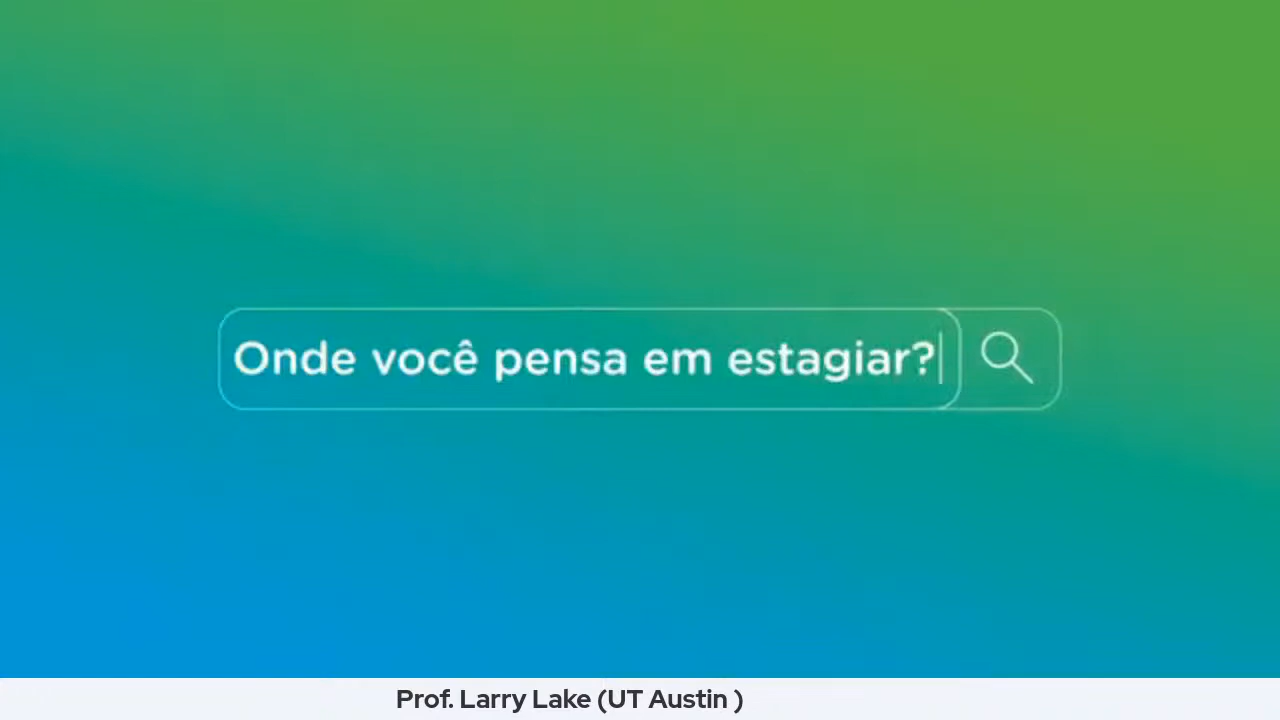 Onde você pensa em estagiar?
Prof. Larry Lake (UT Austin )